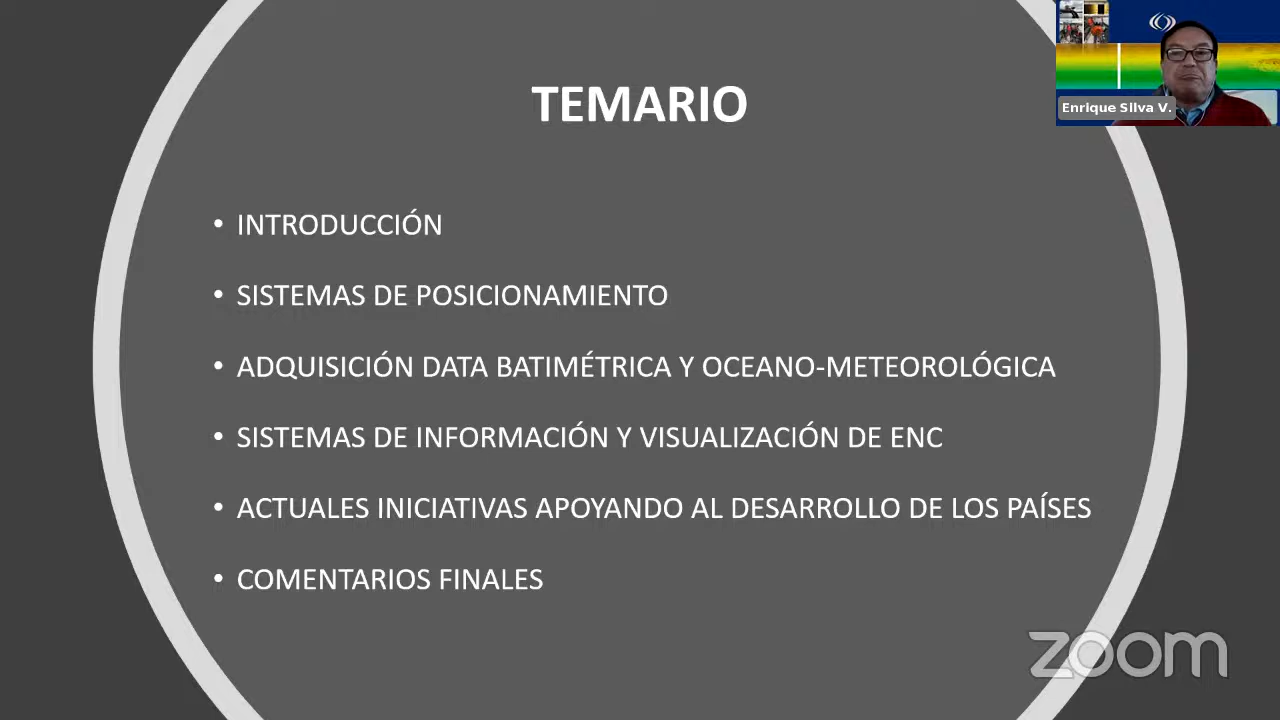 TEMARIO
Enrique Silva V.
• INTRODUCCIÓN
• SISTEMAS DE POSICIONAMIENTO
• ADQUISICIÓN DATA BATIMÉTRICA Y OCEANO-METEOROLÓGICA
• SISTEMAS DE INFORMACIÓN Y VISUALIZACIÓN DE ENC
• ACTUALES INICIATIVAS APOYANDO AL DESARROLLO DE LOS PAÍSES
• COMENTARIOS FINALES
zoom